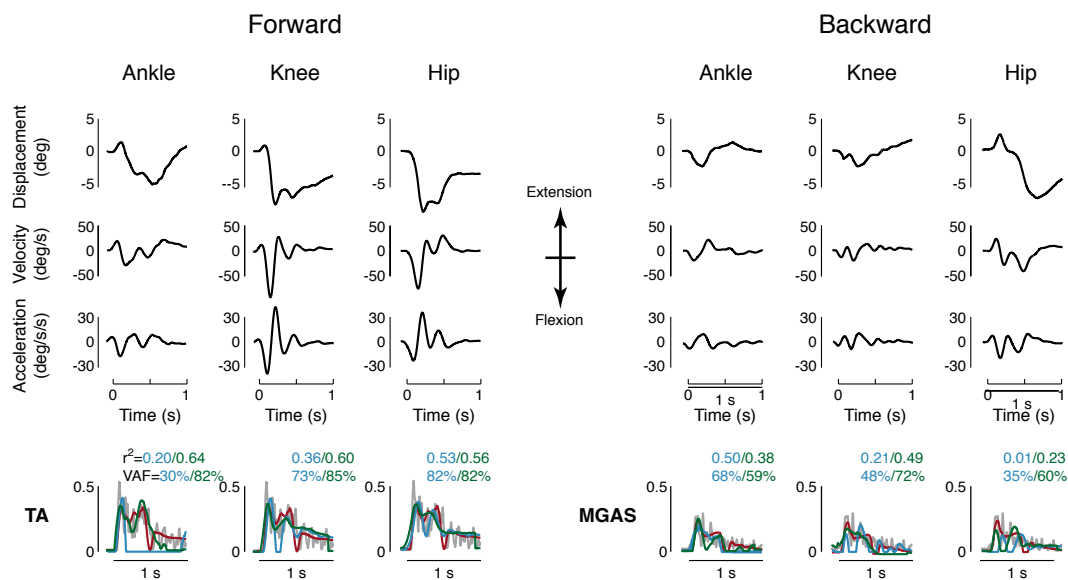 Forward Backward
Ankle Knee Hip Ankle Knee Hip
Displacement
(deg)
5 5 5 5 5 5
0 0 0 0 0 0
-5 --5 -5 -5 -5 -5
Extension
Velocity
(deg/s)
50 50 50 50 50 50
0 0 0 0 0 0
-50 -50 -50 -50 -50 -50
Flexion
Acceleration
(deg/s/s)
30 30 30 30 30 30
0 0 0 0 0 0
-30 -30 -30 -30 -30 -30
0 1 0 1 0 1 0 1 0 1 0 1
1 s 1 s
Time (s) Time (s) Time (s) Time (s) Time (s) Time (s)
r²=0.20/0.64 0.36/0.60 0.53/0.56 0.50/0.38 0.21/0.49 0.01/0.23
VAF=30%/82% 73%/85% 82%/82% 68%/59% 48%/72% 35%/60%
0.5 0.5 0.5 0.5 0.5 0.5
TA MGAS
0 0 0 0 0 0
1 s 1 s 1 s 1 s 1 s 1 s